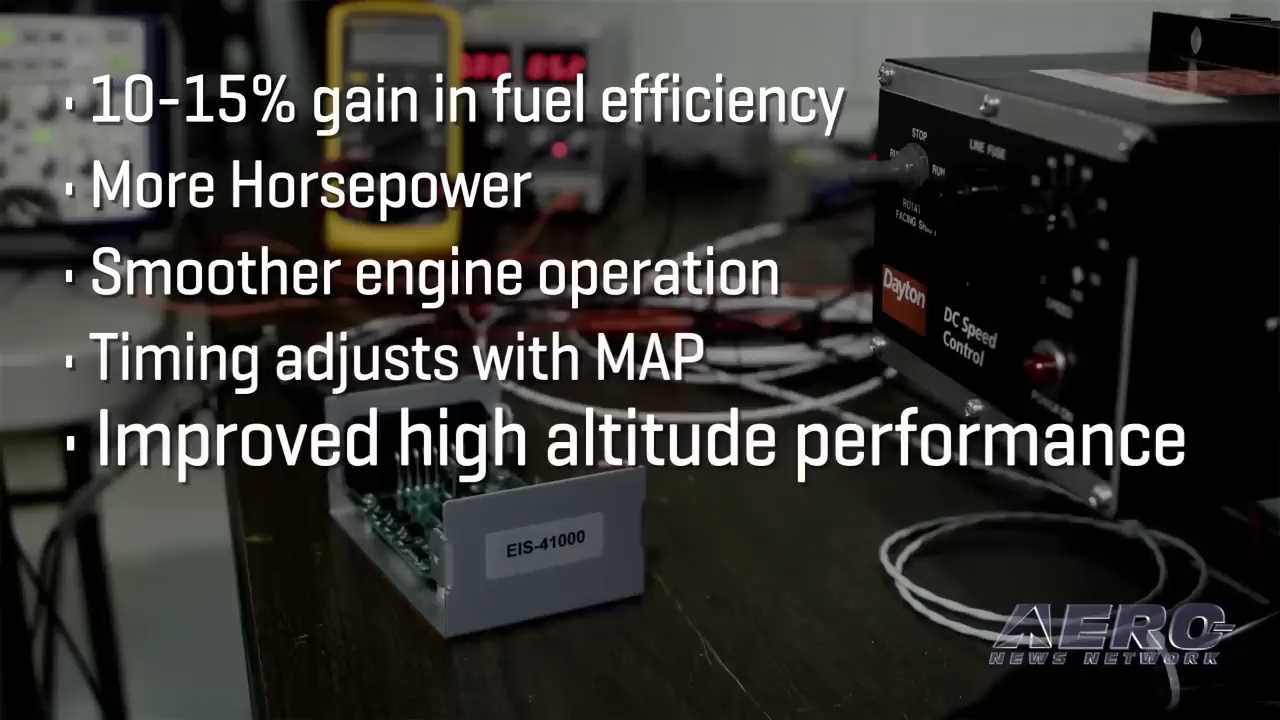 · 10-15% gain in fuel efficiency
· More Horsepower
· Smoother engine operation
· Timing adjusts with MAP
· Improved high altitude performance
STOP
RUN
LINE FUSE
FACING
Dayton
DC Speed
Control
EIS-41000
AERO
NEWS NETWORK